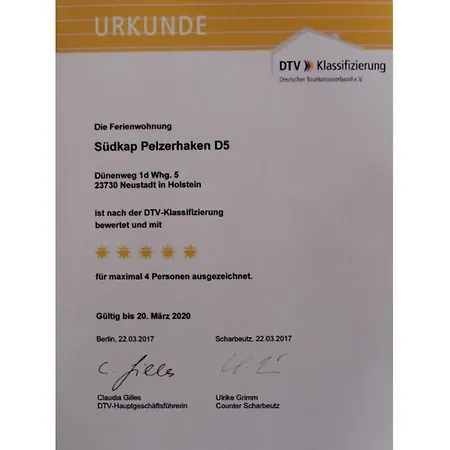 URKUNDE
DTV Klassifizierung
Deutscher Tourismusverband e.V.
Die Ferienwohnung
Südkap Pelzerhaken D5
Dünenweg 1d Whg. 5
23730 Neustadt in Holstein
ist nach der DTV-Klassifizierung
bewertet und mit
für maximal 4 Personen ausgezeichnet.
Gültig bis 20. März 2020
Berlin, 22.03.2017
Scharbeutz, 22.03.2017
C. Gilles
Claudia Gilles
DTV-Hauptgeschäftsführerin
Ulrike Grimm
Counter Scharbeutz